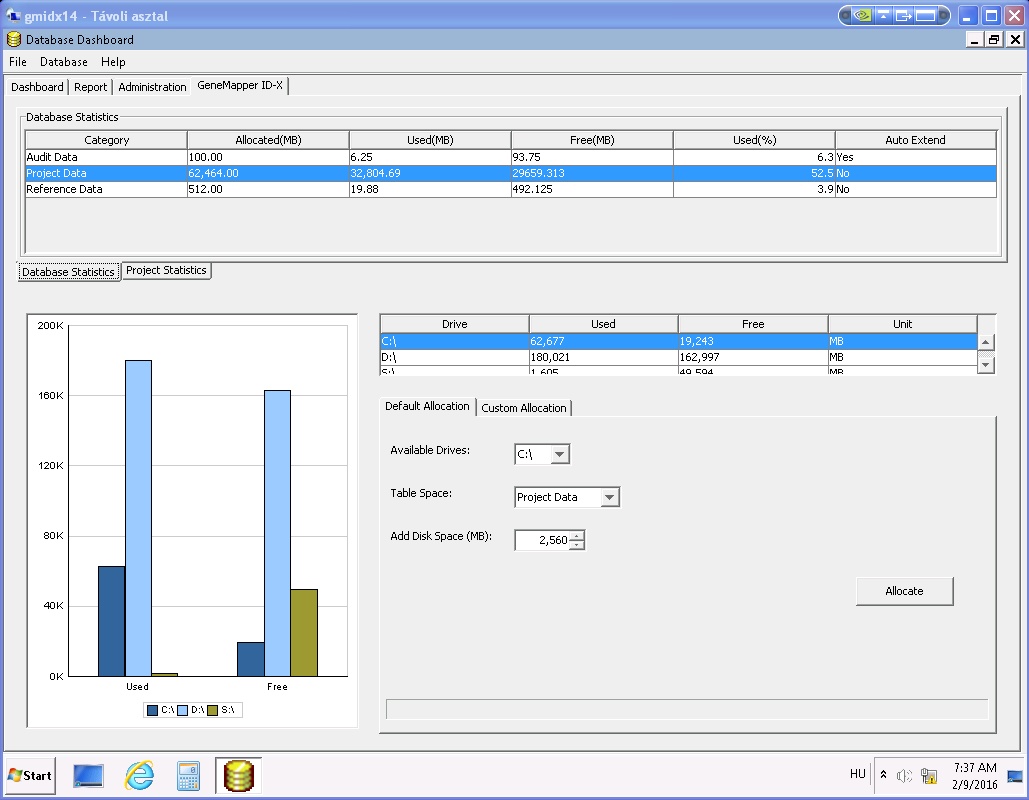 gmidx14 - Távoli asztal
Database Dashboard
File Database Help
Dashboard Report Administration GeneMapper ID-X
Database Statistics
Category Allocated(MB) Used(MB) Free(MB) Used(%) Auto Extend
Audit Data 100.00 6.25 93.75 6.3 Yes
Project Data 62,464.00 32,804.69 29659.313 52.5 No
Reference Data 512.00 19.88 492.125 3.9 No
Database Statistics Project Statistics
Drive Used Free Unit
C:\ 62,677 19,243 MB
D:\ 180,021 162,997 MB
S:\ 1,605 49,594 MB
200K
160K
120K
80K
40K
0K
Used Free
C:\ D:\ S:\
Default Allocation Custom Allocation
Available Drives: C:\
Table Space: Project Data
Add Disk Space (MB): 2,560
Allocate
Start
HU
7:37 AM
2/9/2016